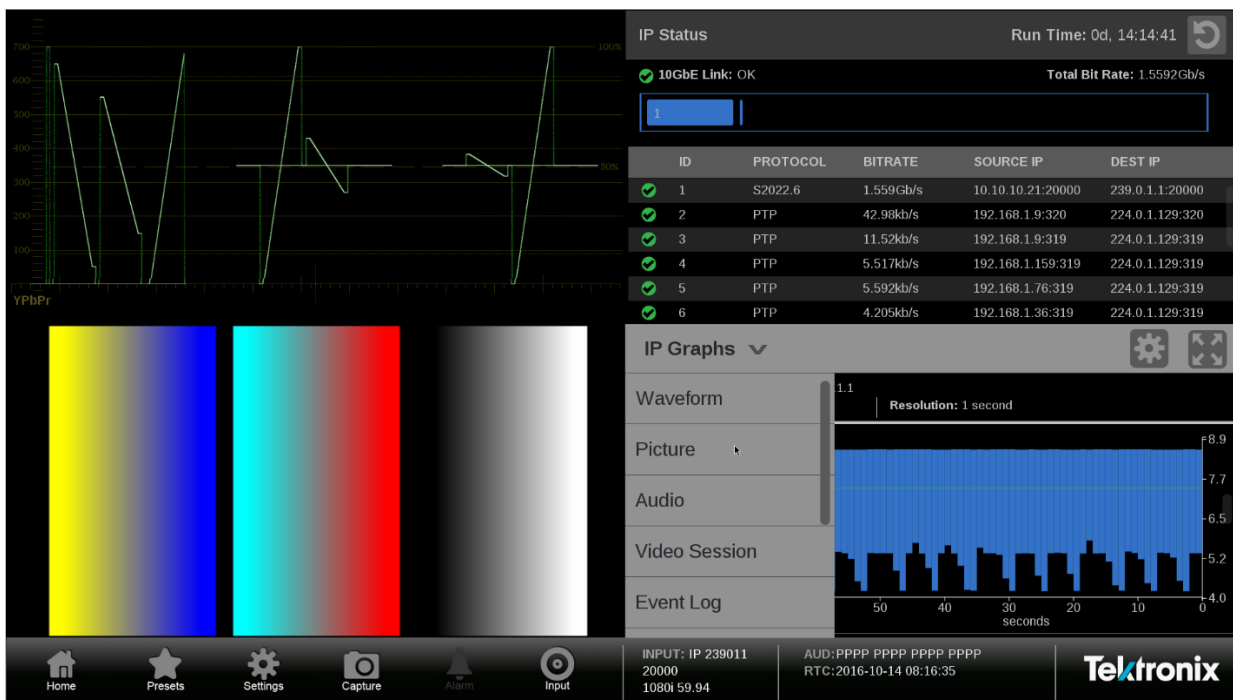 700
600
500
400
300
200
100
100%
50%
YPbPr
IP Status
Run Time: 0d, 14:14:41
10GbE Link: OK
Total Bit Rate: 1.5592Gb/s
1
ID PROTOCOL BITRATE SOURCE IP DEST IP
1 S2022.6 1.559Gb/s 10.10.10.21:20000 239.0.1.1:20000
2 PTP 42.98kb/s 192.168.1.9:320 224.0.1.129:320
3 PTP 11.52kb/s 192.168.1.9:319 224.0.1.129:319
4 PTP 5.517kb/s 192.168.1.159:319 224.0.1.129:319
5 PTP 5.592kb/s 192.168.1.76:319 224.0.1.129:319
6 PTP 4.205kb/s 192.168.1.36:319 224.0.1.129:319
IP Graphs
Waveform
Picture
Audio
Video Session
Event Log
.1.1
Resolution: 1 second
8.9
7.7
6.5
5.2
4.0
50 40 30 20 10 0
seconds
Home
Presets
Settings
Capture
Alarm
Input
INPUT: IP 239011
20000
1080i 59.94
AUD:PPPP PPPP PPPP PPPP
RTC:2016-10-14 08:16:35
Tektronix